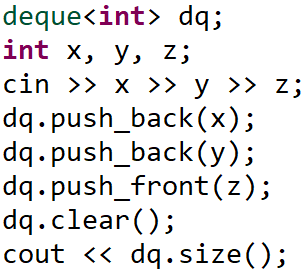 deque<int> dq;
int x, y, z;
cin >> x >> y >> z;
dq.push_back(x);
dq.push_back(y);
dq.push_front(z);
dq.clear();
cout << dq.size();